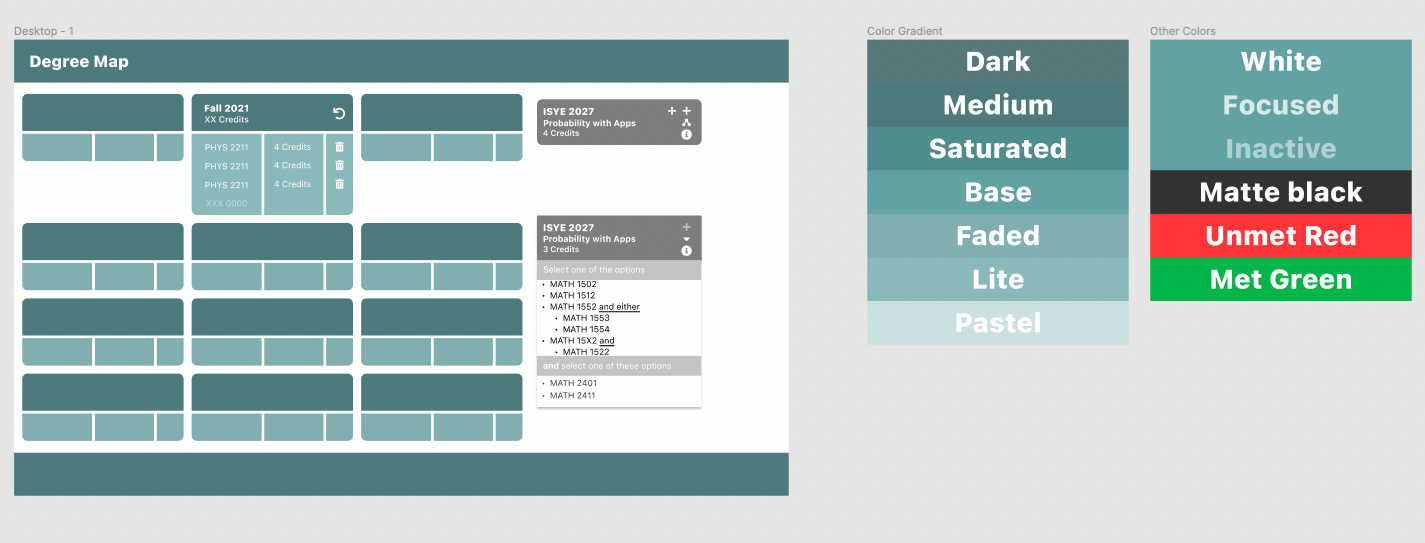 Desktop - 1
Degree Map
Fall 2021
XX Credits
PHYS 2211 4 Credits
PHYS 2211 4 Credits
PHYS 2211 4 Credits
XXX 0000
ISYE 2027
Probability with Apps
4 Credits
ISYE 2027
Probability with Apps
3 Credits
Select one of the options
• MATH 1502
• MATH 1512
• MATH 1552 and either
• MATH 1553
• MATH 1554
• MATH 15X2 and
• MATH 1522
and select one of these options
• MATH 2401
• MATH 2411
Color Gradient
Dark
Medium
Saturated
Base
Faded
Lite
Pastel
Other Colors
White
Focused
Inactive
Matte black
Unmet Red
Met Green